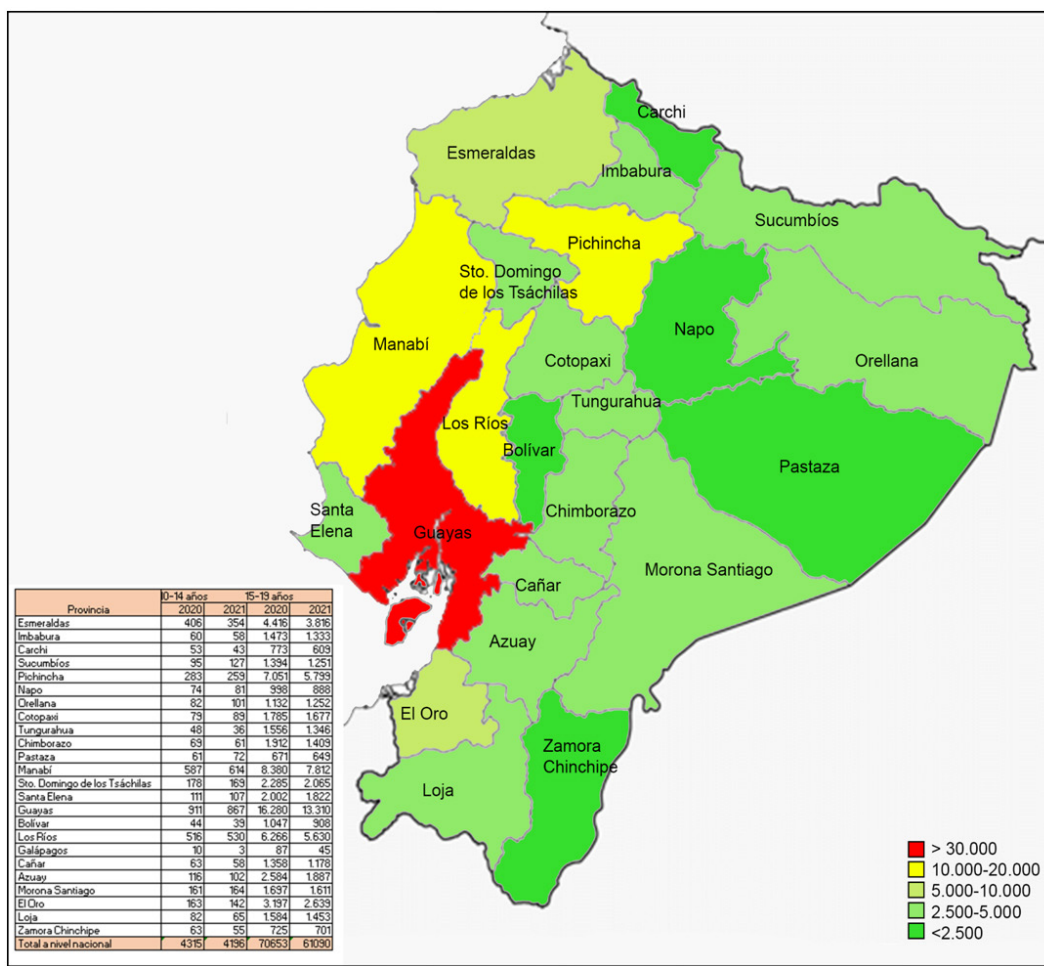 Carchi
Esmeraldas
Imbabura
Sucumbíos
Pichincha
Sto. Domingo
de los Tsáchilas
Napo
Manabí
Cotopaxi
Orellana
Tungurahua
Los Ríos
Bolívar
Pastaza
Santa
Elena
Chimborazo
Guayas
Morona Santiago
Cañar
Azuay
El Oro
Zamora
Chinchipe
Loja
> 30.000
10.000-20.000
5.000-10.000
2.500-5.000
<2.500
10-14 años 15-19 años
Provincia 2020 2021 2020 2021
Esmeraldas 406 354 4.416 3.816
Imbabura 60 58 1.473 1.333
Carchi 53 43 773 609
Sucumbíos 95 127 1.394 1.251
Pichincha 283 259 7.051 5.799
Napo 74 81 998 888
Orellana 82 101 1.132 1.252
Cotopaxi 79 89 1.785 1.677
Tungurahua 48 36 1.556 1.346
Chimborazo 69 61 1.912 1.409
Pastaza 61 72 671 649
Manabí 587 614 8.380 7.812
Sto. Domingo de los Tsáchilas 178 169 2.285 2.065
Santa Elena 111 107 2.002 1.822
Guayas 911 867 16.280 13.310
Bolívar 44 39 1.047 908
Los Ríos 516 530 6.266 5.630
Galápagos 10 3 87 45
Cañar 63 58 1.358 1.178
Azuay 116 102 2.584 1.887
Morona Santiago 161 164 1.697 1.611
El Oro 163 142 3.197 2.639
Loja 82 65 1.584 1.453
Zamora Chinchipe 63 55 725 701
Total a nivel nacional 4315 4196 70653 61090